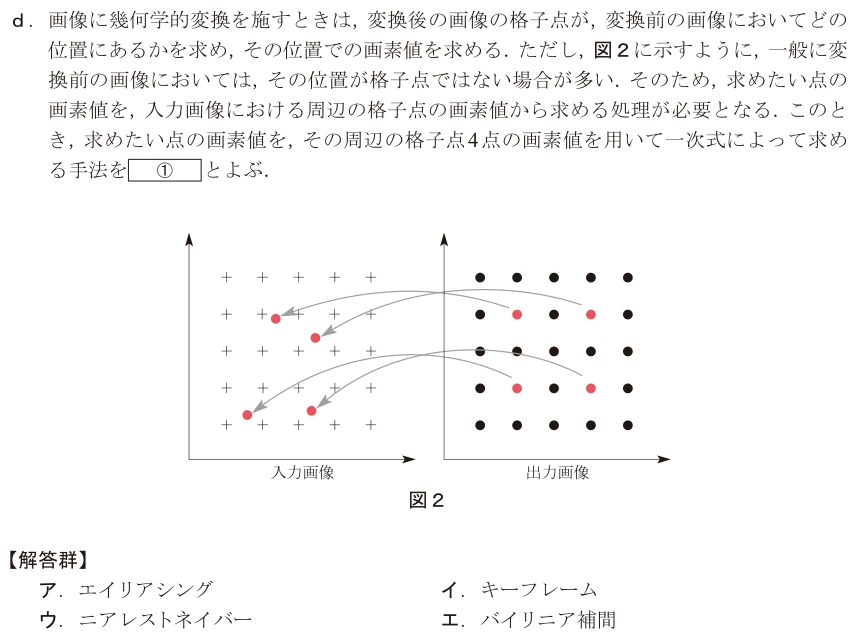 d．画像に幾何学的変換を施すときは，変換後の画像の格子点が，変換前の画像においてどの
位置にあるかを求め，その位置での画素値を求める．ただし，図2に示すように，一般に変
換前の画像においては，その位置が格子点ではない場合が多い．そのため，求めたい点の
画素値を，入力画像における周辺の格子点の画素値から求める処理が必要となる．このと
き，求めたい点の画素値を，その周辺の格子点4点の画素値を用いて一次式によって求め
る手法を ① とよぶ．
入力画像 出力画像
図2
【解答群】
ア．エイリアシング イ．キーフレーム
ウ．ニアレストネイバー エ．バイリニア補間